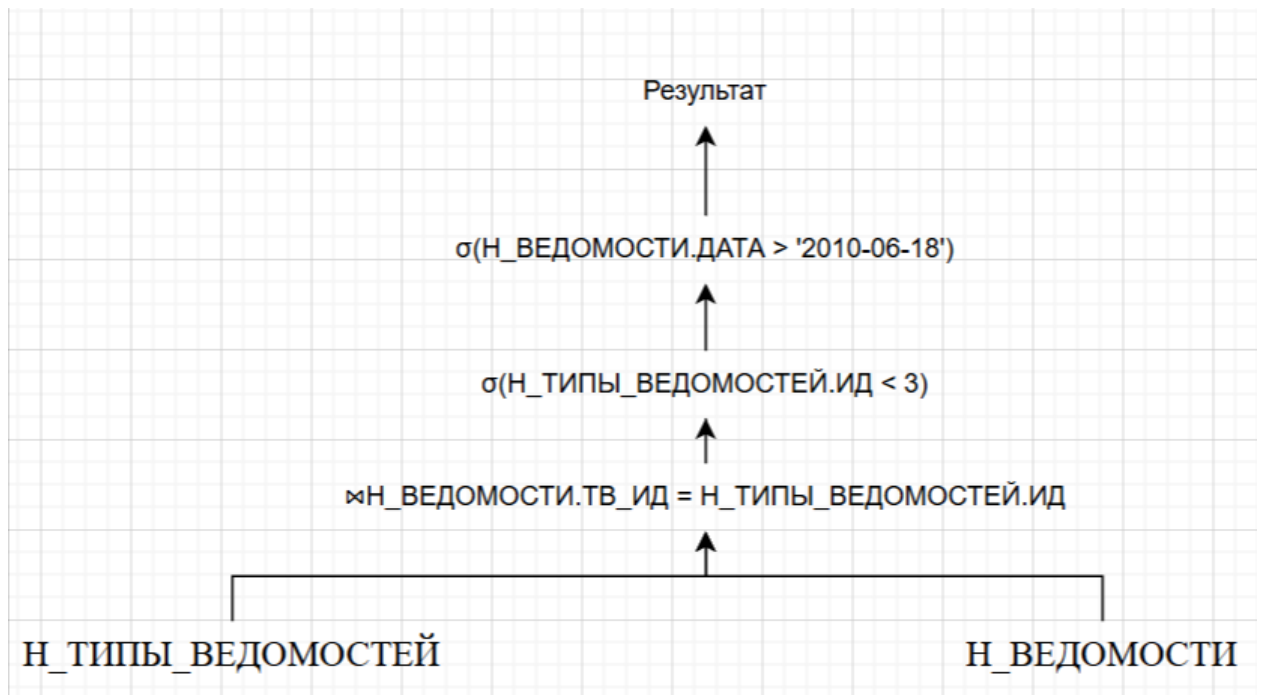 Результат
σ(Н_ВЕДОМОСТИ.ДАТА > '2010-06-18')
σ(Н_ТИПЫ_ВЕДОМОСТЕЙ.ИД < 3)
⋈Н_ВЕДОМОСТИ.ТВ_ИД = Н_ТИПЫ_ВЕДОМОСТЕЙ.ИД
Н_ТИПЫ_ВЕДОМОСТЕЙ
Н_ВЕДОМОСТИ